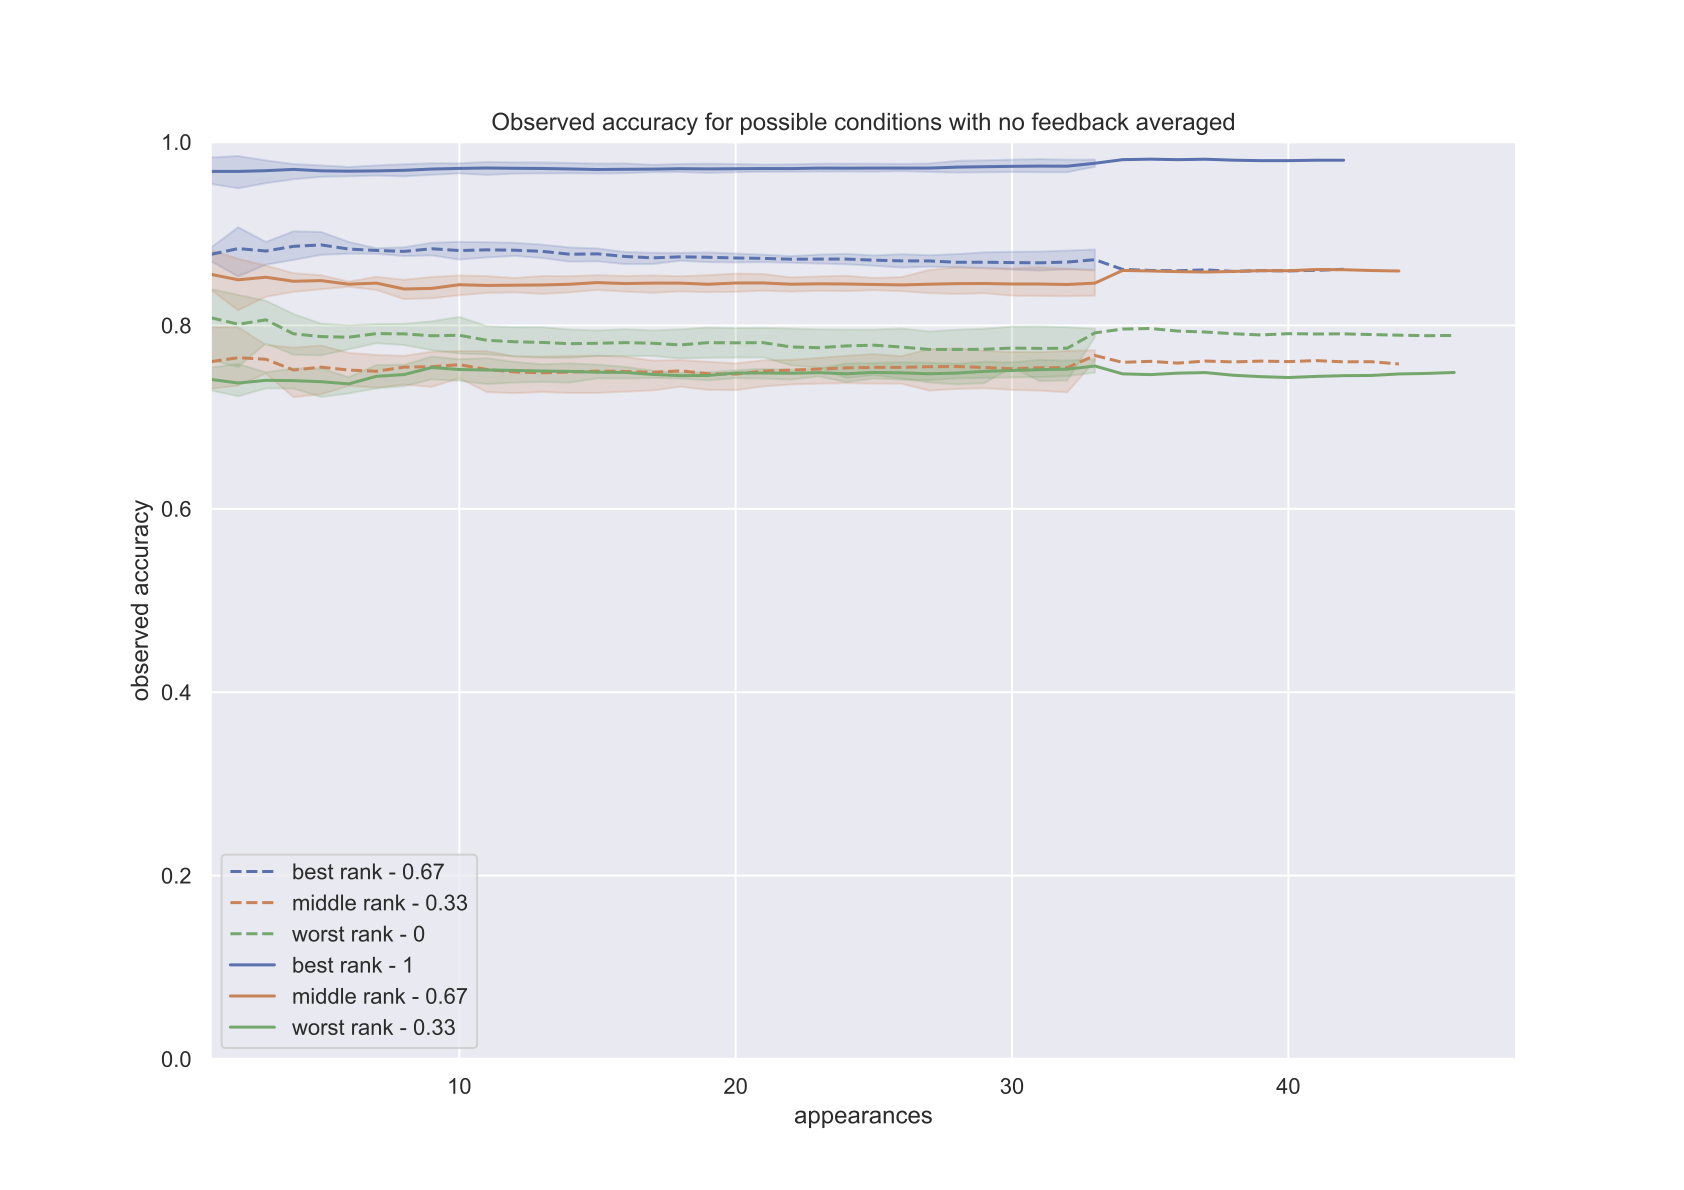 Observed accuracy for possible conditions with no feedback averaged
1.0
0.8
0.6
0.4
0.2
0.0
observed accuracy
best rank - 0.67
middle rank - 0.33
worst rank - 0
best rank - 1
middle rank - 0.67
worst rank - 0.33
10 20 30 40
appearances